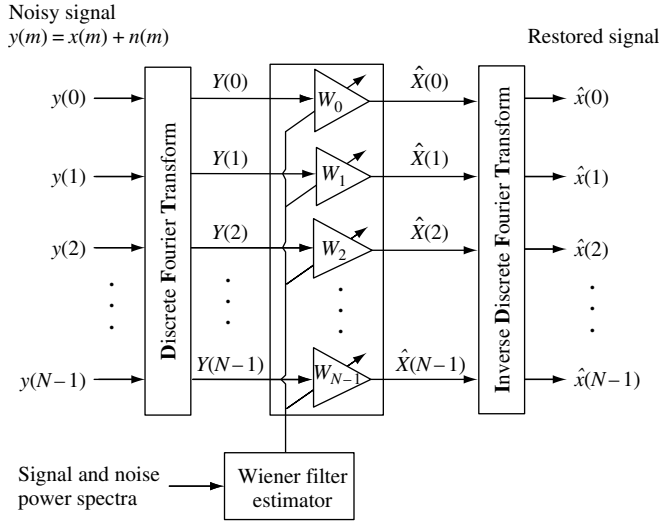 Noisy signal
y(m) = x(m) + n(m)
Restored signal
y(0)
Y(0)
W₀
X̂(0)
x̂(0)
y(1)
Y(1)
W₁
X̂(1)
x̂(1)
y(2)
Y(2)
W₂
X̂(2)
x̂(2)
y(N–1)
Y(N–1)
W_{N–1}
X̂(N–1)
x̂(N–1)
Discrete Fourier Transform
Inverse Discrete Fourier Transform
Signal and noise
power spectra
Wiener filter
estimator